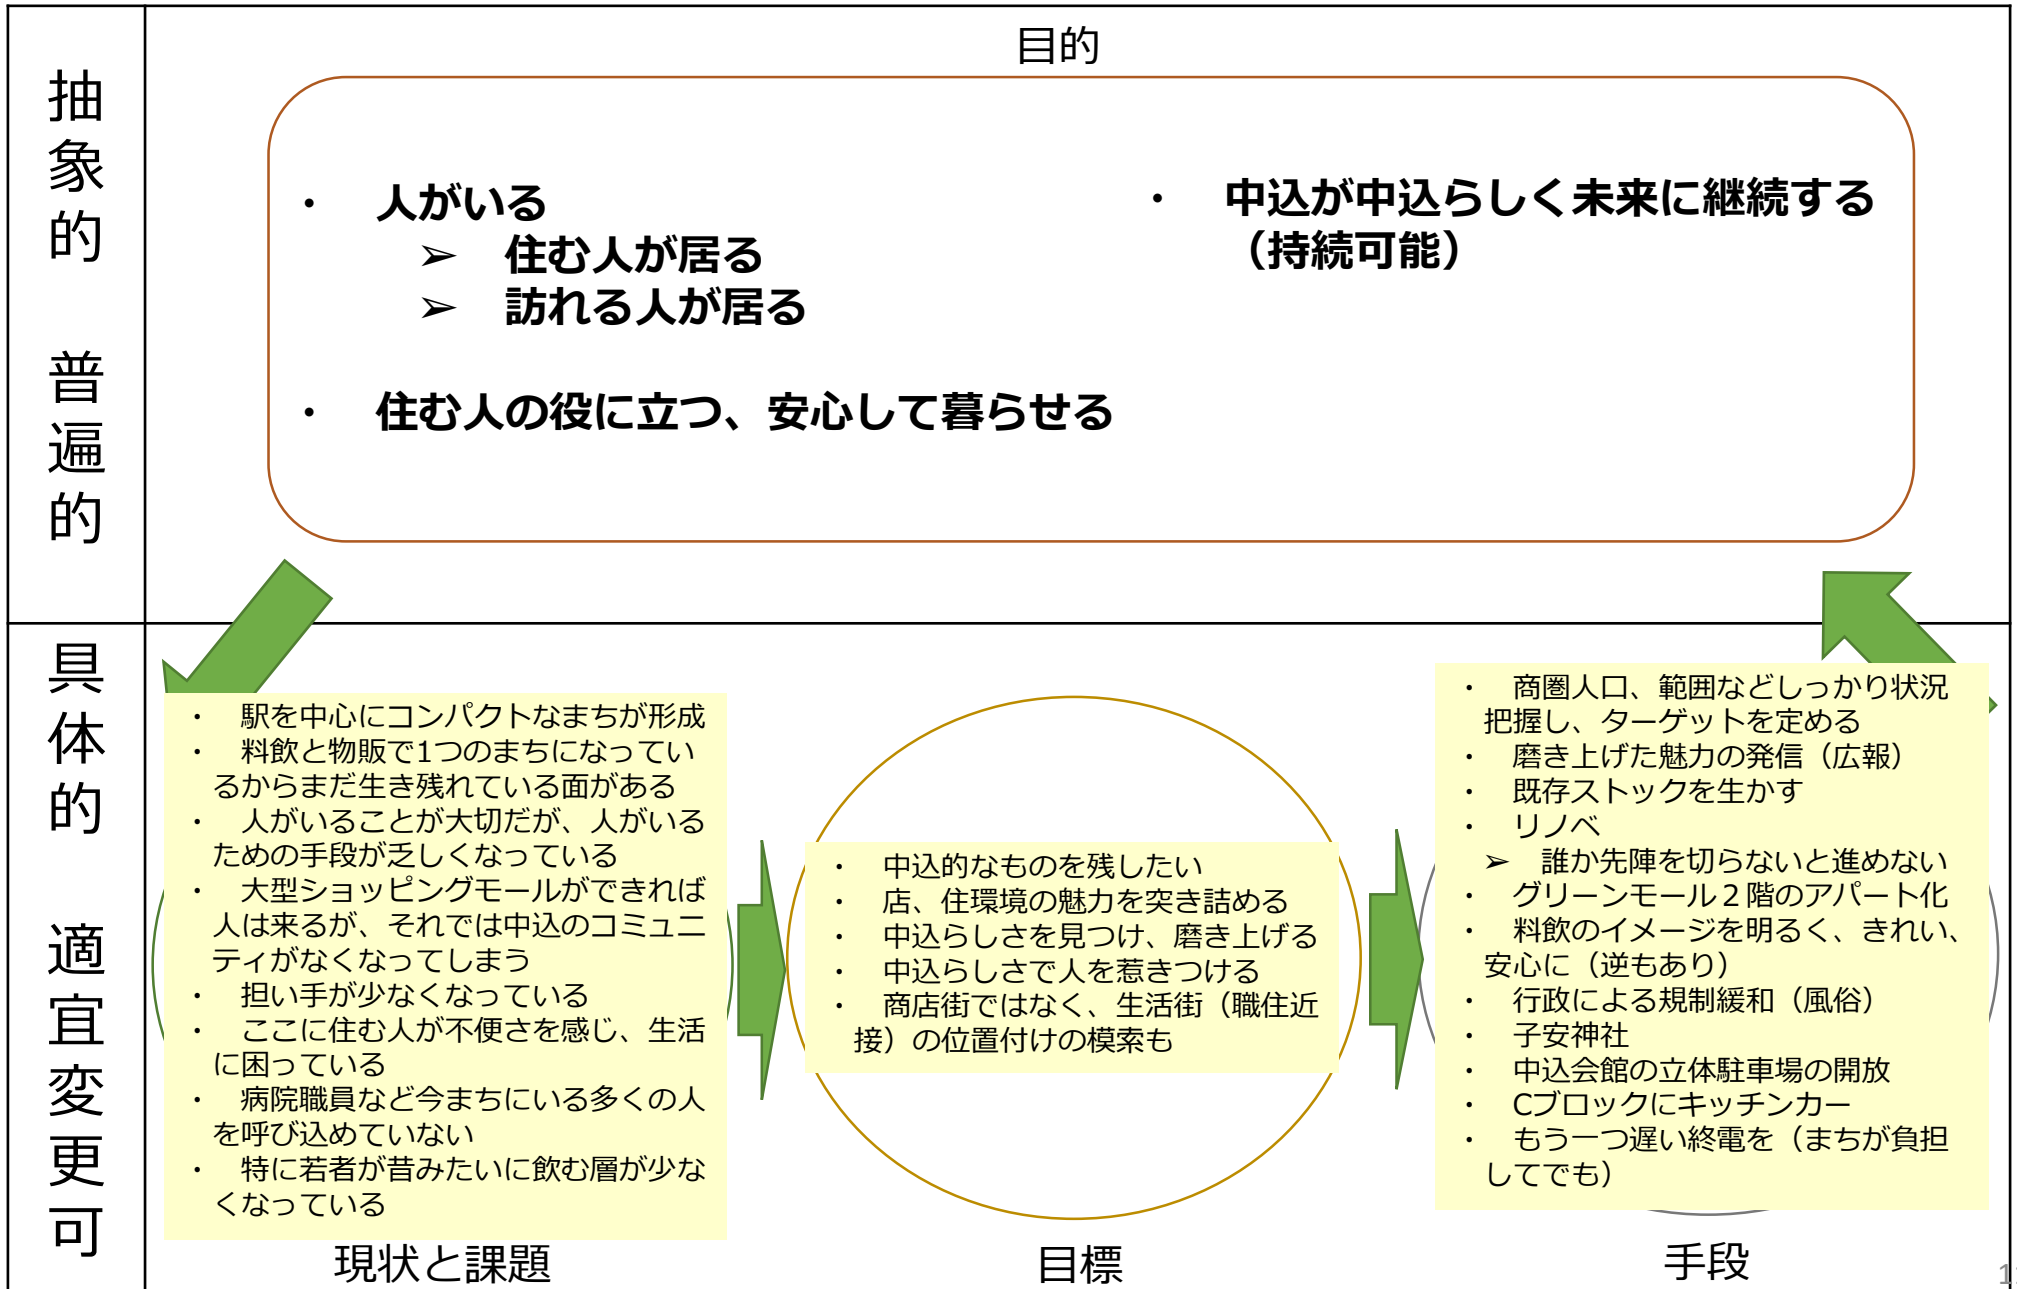 抽象的　普遍的
目的
・　人がいる
➢　住む人が居る
➢　訪れる人が居る
・　住む人の役に立つ、安心して暮らせる
・　中込が中込らしく未来に継続する
（持続可能）
具体的　適宜変更可
・　駅を中心にコンパクトなまちが形成
・　料飲と物販で1つのまちになってい
るからまだ生き残れている面がある
・　人がいることが大切だが、人がいる
ための手段が乏しくなっている
・　大型ショッピングモールができれば
人は来るが、それでは中込のコミュニ
ティがなくなってしまう
・　担い手が少なくなっている
・　ここに住む人が不便さを感じ、生活
に困っている
・　病院職員など今まちにいる多くの人
を呼び込めていない
・　特に若者が昔みたいに飲む層が少な
くなっている
現状と課題
・　中込的なものを残したい
・　店、住環境の魅力を突き詰める
・　中込らしさを見つけ、磨き上げる
・　中込らしさで人を惹きつける
・　商店街ではなく、生活街（職住近
接）の位置付けの模索も
目標
・　商圏人口、範囲などしっかり状況
把握し、ターゲットを定める
・　磨き上げた魅力の発信（広報）
・　既存ストックを生かす
・　リノベ
➢　誰か先陣を切らないと進めない
・　グリーンモール２階のアパート化
・　料飲のイメージを明るく、きれい、
安心に（逆もあり）
・　行政による規制緩和（風俗）
・　子安神社
・　中込会館の立体駐車場の開放
・　Cブロックにキッチンカー
・　もう一つ遅い終電を（まちが負担
してでも）
手段